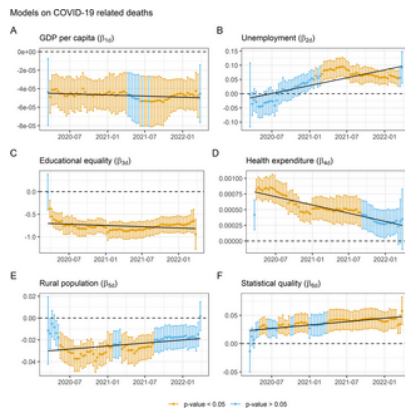 Models on COVID-19 related deaths
A
GDP per capita (β1d)
0e+00
-2e-05
-4e-05
-6e-05
-8e-05
2020-07 2021-01 2021-07 2022-01
B
Unemployment (β2d)
0.15
0.10
0.05
0.00
-0.05
-0.10
2020-07 2021-01 2021-07 2022-01
C
Educational equality (β3d)
0.0
-0.5
-1.0
2020-07 2021-01 2021-07 2022-01
D
Health expenditure (β4d)
0.00100
0.00075
0.00050
0.00025
0.00000
2020-07 2021-01 2021-07 2022-01
E
Rural population (β5d)
0.02
0.00
-0.02
-0.04
2020-07 2021-01 2021-07 2022-01
F
Statistical quality (β6d)
0.05
0.00
-0.05
2020-07 2021-01 2021-07 2022-01
p-value < 0.05 p-value > 0.05